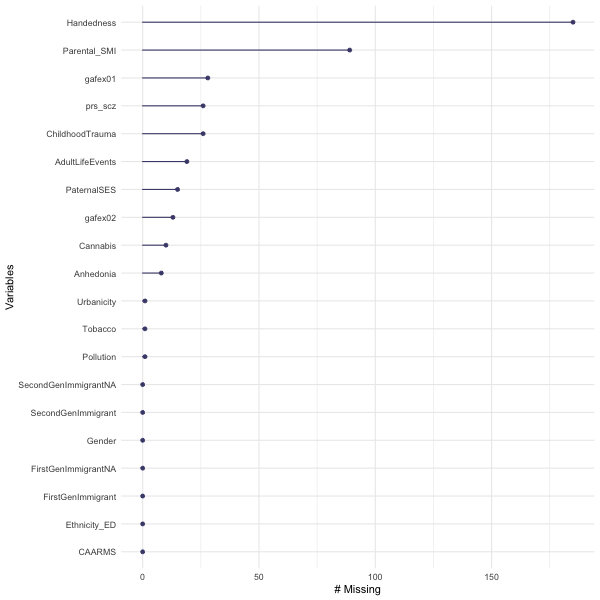 Handedness
Parental_SMI
gafex01
prs_scz
ChildhoodTrauma
AdultLifeEvents
PaternalSES
gafex02
Cannabis
Anhedonia
Urbanicity
Tobacco
Pollution
SecondGenImmigrantNA
SecondGenImmigrant
Gender
FirstGenImmigrantNA
FirstGenImmigrant
Ethnicity_ED
CAARMS
Variables
0 50 100 150
# Missing